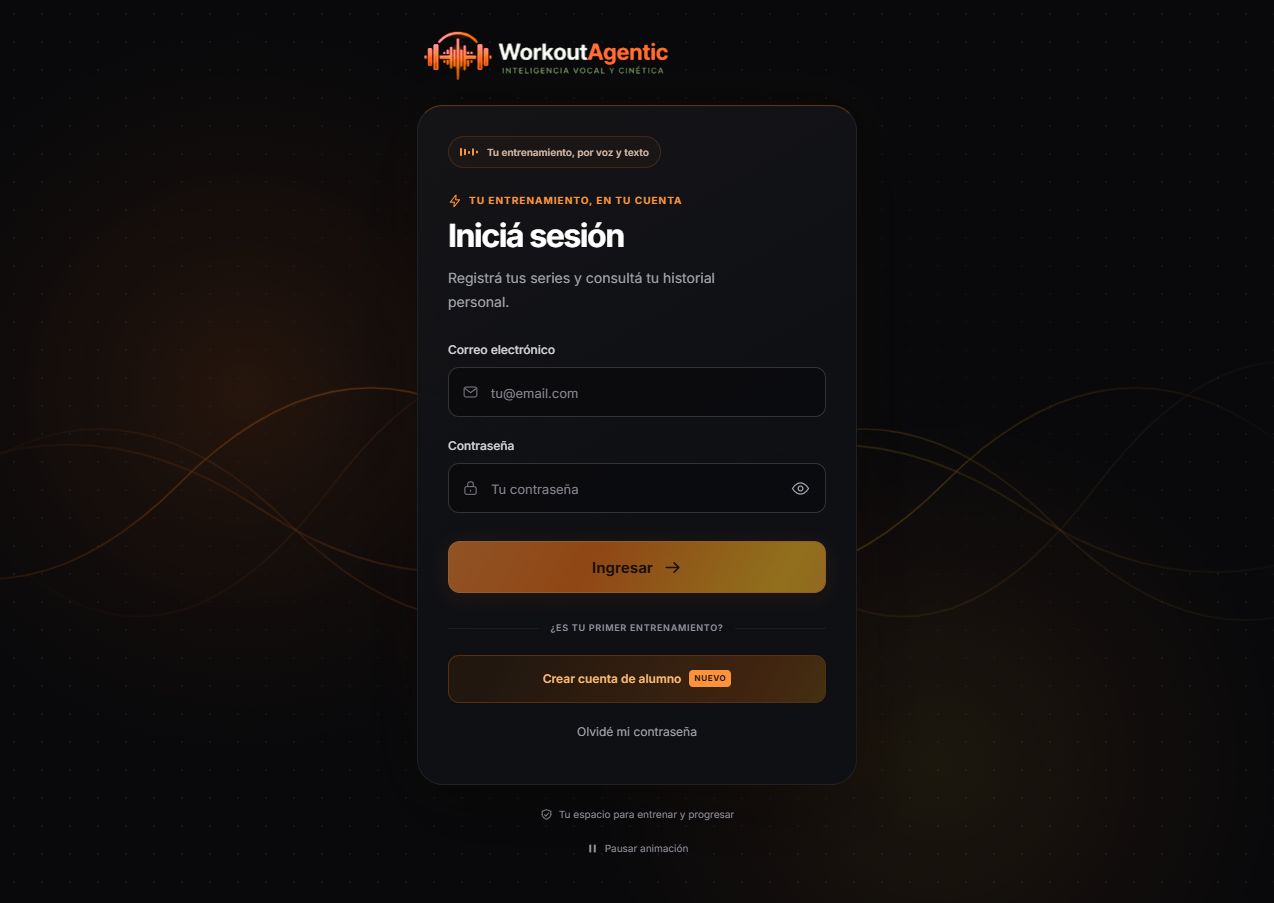 WorkoutAgentic
INTELIGENCIA VOCAL Y CINÉTICA
Tu entrenamiento, por voz y texto
TU ENTRENAMIENTO, EN TU CUENTA
Iniciá sesión
Registrá tus series y consultá tu historial
personal.
Correo electrónico
tu@email.com
Contraseña
Tu contraseña
Ingresar
¿ES TU PRIMER ENTRENAMIENTO?
Crear cuenta de alumno NUEVO
Olvidé mi contraseña
Tu espacio para entrenar y progresar
Pausar animación